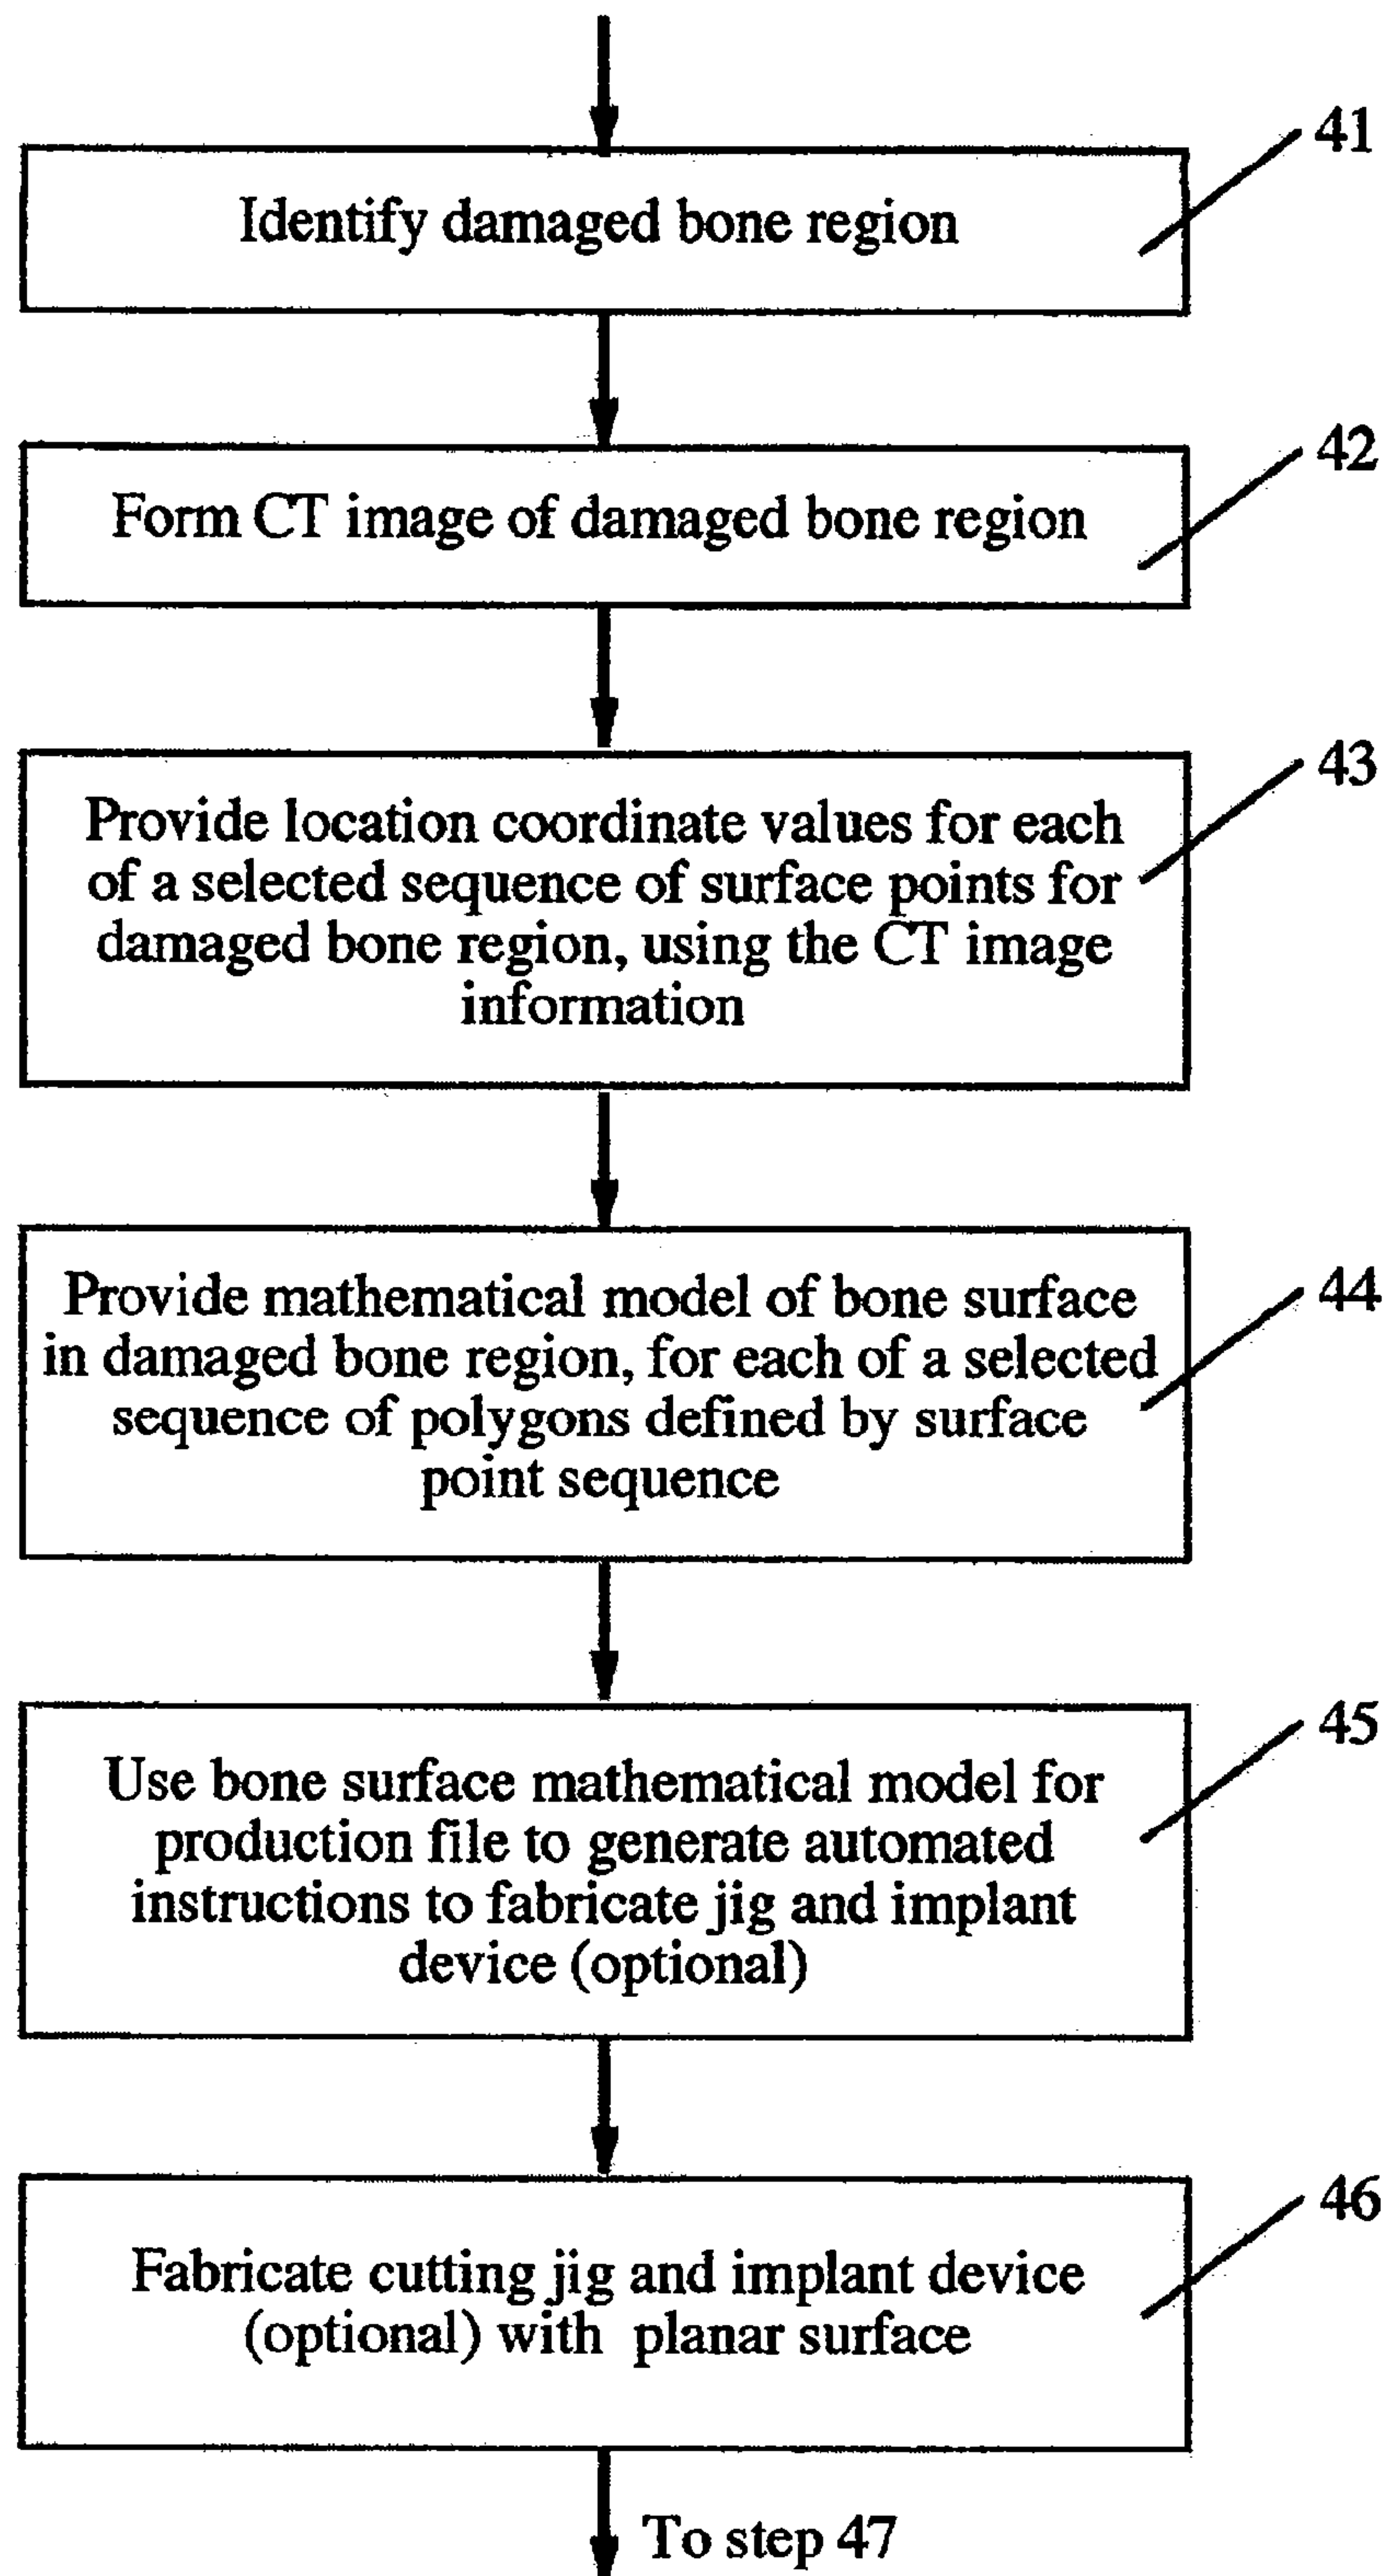 41
Identify damaged bone region
42
Form CT image of damaged bone region
43
Provide location coordinate values for each
of a selected sequence of surface points for
damaged bone region, using the CT image
information
44
Provide mathematical model of bone surface
in damaged bone region, for each of a selected
sequence of polygons defined by surface
point sequence
45
Use bone surface mathematical model for
production file to generate automated
instructions to fabricate jig and implant
device (optional)
46
Fabricate cutting jig and implant device
(optional) with planar surface
To step 47